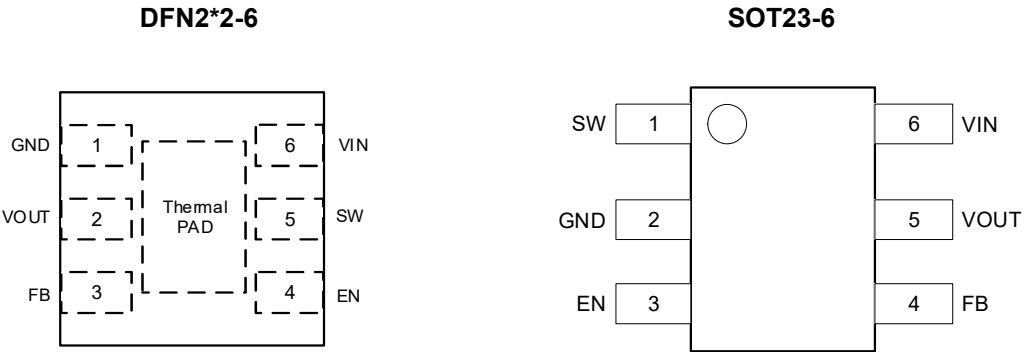 DFN2*2-6
SOT23-6
GND 1 6 VIN
VOUT 2 Thermal PAD 5 SW
FB 3 4 EN
SW 1 6 VIN
GND 2 5 VOUT
EN 3 4 FB